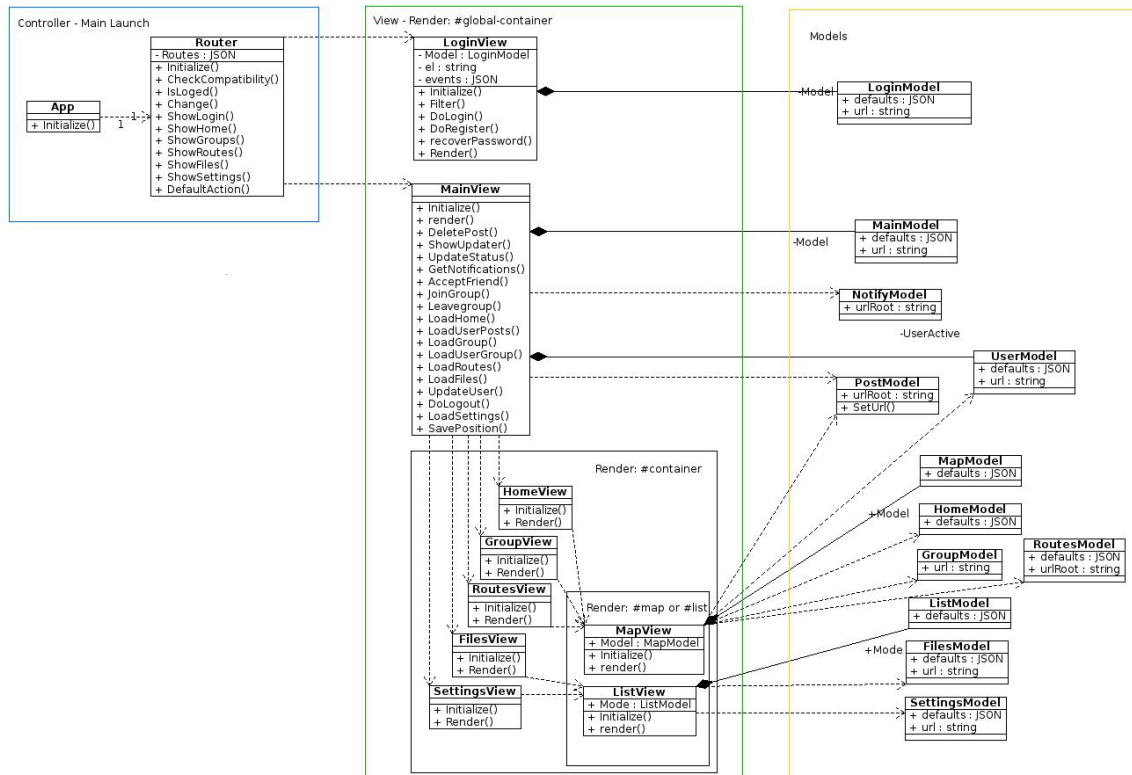 Controller - Main Launch
App
+ Initialize()
1
1
Router
- Routes : JSON
+ Initialize()
+ CheckCompatibility()
+ IsLoged()
+ Change()
+ ShowLogin()
+ ShowHome()
+ ShowGroups()
+ ShowRoutes()
+ ShowFiles()
+ ShowSettings()
+ DefaultAction()
View - Render: #global-container
LoginView
- Model : LoginModel
- el : string
- events : JSON
+ Initialize()
+ Filter()
+ DoLogin()
+ DoRegister()
+ recoverPassword()
+ Render()
MainView
+ Initialize()
+ render()
+ DeletePost()
+ ShowUpdater()
+ UpdateStatus()
+ GetNotifications()
+ AcceptFriend()
+ JoinGroup()
+ Leavegroup()
+ LoadHome()
+ LoadUserPosts()
+ LoadGroup()
+ LoadUserGroup()
+ LoadRoutes()
+ LoadFiles()
+ UpdateUser()
+ DoLogout()
+ LoadSettings()
+ SavePosition()
Render: #container
HomeView
+ Initialize()
+ Render()
GroupView
+ Initialize()
+ Render()
RoutesView
+ Initialize()
+ Render()
FilesView
+ Initialize()
+ Render()
SettingsView
+ Initialize()
+ Render()
Render: #map or #list
MapView
+ Model : MapModel
+ Initialize()
+ render()
ListView
+ Mode : ListModel
+ Initialize()
+ render()
Models
-Model
LoginModel
+ defaults : JSON
+ url : string
-Model
MainModel
+ defaults : JSON
+ url : string
NotifyModel
+ urlRoot : string
-UserActive
UserModel
+ defaults : JSON
+ url : string
PostModel
+ urlRoot : string
+ SetUrl()
MapModel
+ defaults : JSON
+Model
HomeModel
+ defaults : JSON
GroupModel
+ url : string
RoutesModel
+ defaults : JSON
+ urlRoot : string
ListModel
+ defaults : JSON
+Mode
FilesModel
+ defaults : JSON
+ url : string
SettingsModel
+ defaults : JSON
+ url : string